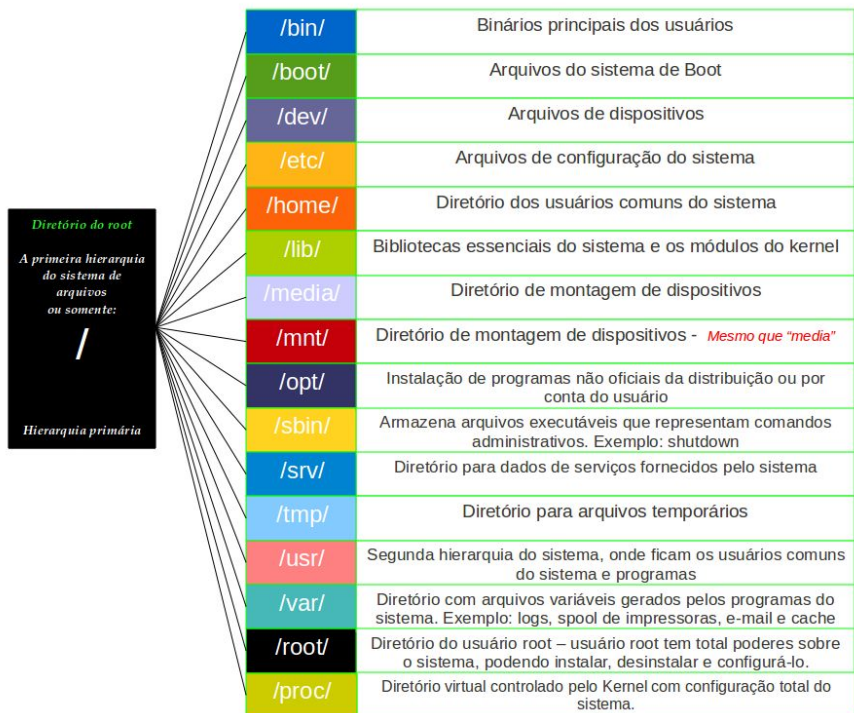 Diretório do root
A primeira hierarquia
do sistema de
arquivos
ou somente:
/
Hierarquia primária
/bin/ Binários principais dos usuários
/boot/ Arquivos do sistema de Boot
/dev/ Arquivos de dispositivos
/etc/ Arquivos de configuração do sistema
/home/ Diretório dos usuários comuns do sistema
/lib/ Bibliotecas essenciais do sistema e os módulos do kernel
/media/ Diretório de montagem de dispositivos
/mnt/ Diretório de montagem de dispositivos - Mesmo que “media”
/opt/ Instalação de programas não oficiais da distribuição ou por
conta do usuário
/sbin/ Armazena arquivos executáveis que representam comandos
administrativos. Exemplo: shutdown
/srv/ Diretório para dados de serviços fornecidos pelo sistema
/tmp/ Diretório para arquivos temporários
/usr/ Segunda hierarquia do sistema, onde ficam os usuários comuns
do sistema e programas
/var/ Diretório com arquivos variáveis gerados pelos programas do
sistema. Exemplo: logs, spool de impressoras, e-mail e cache
/root/ Diretório do usuário root – usuário root tem total poderes sobre
o sistema, podendo instalar, desinstalar e configurá-lo.
/proc/ Diretório virtual controlado pelo Kernel com configuração total do
sistema.